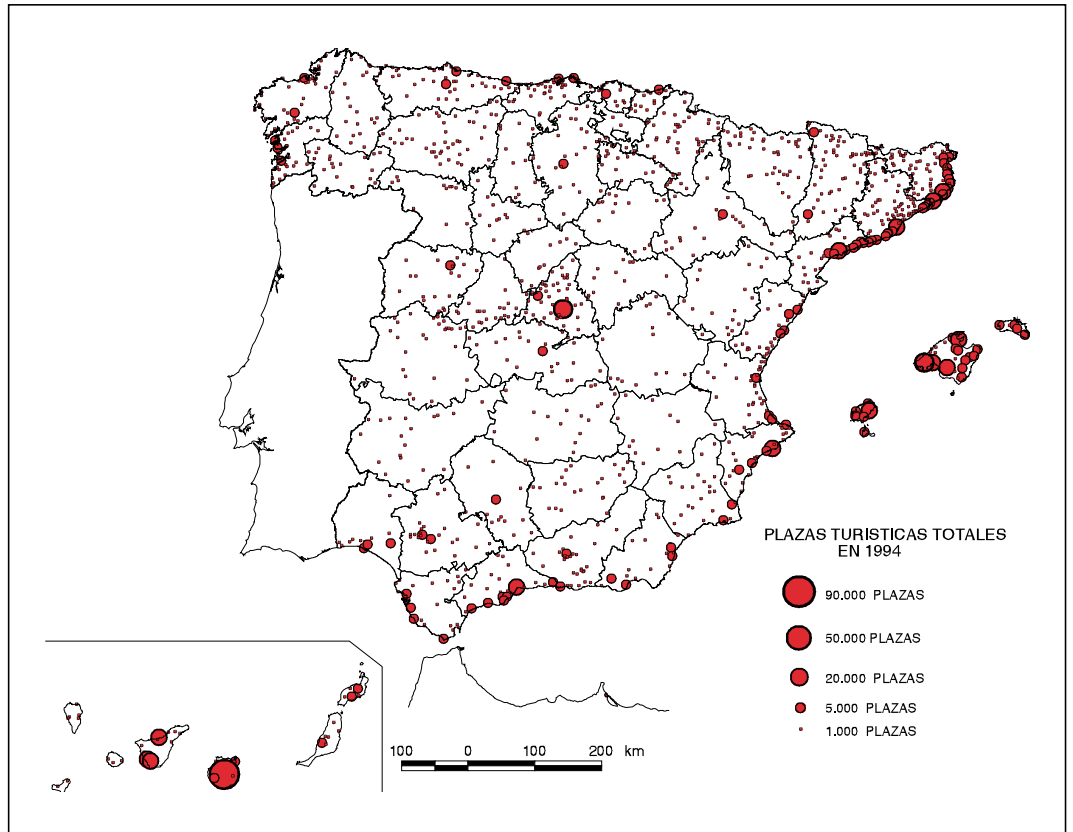 PLAZAS TURÍSTICAS TOTALES
EN 1994
90.000 PLAZAS
50.000 PLAZAS
20.000 PLAZAS
5.000 PLAZAS
1.000 PLAZAS
100 0 100 200 km